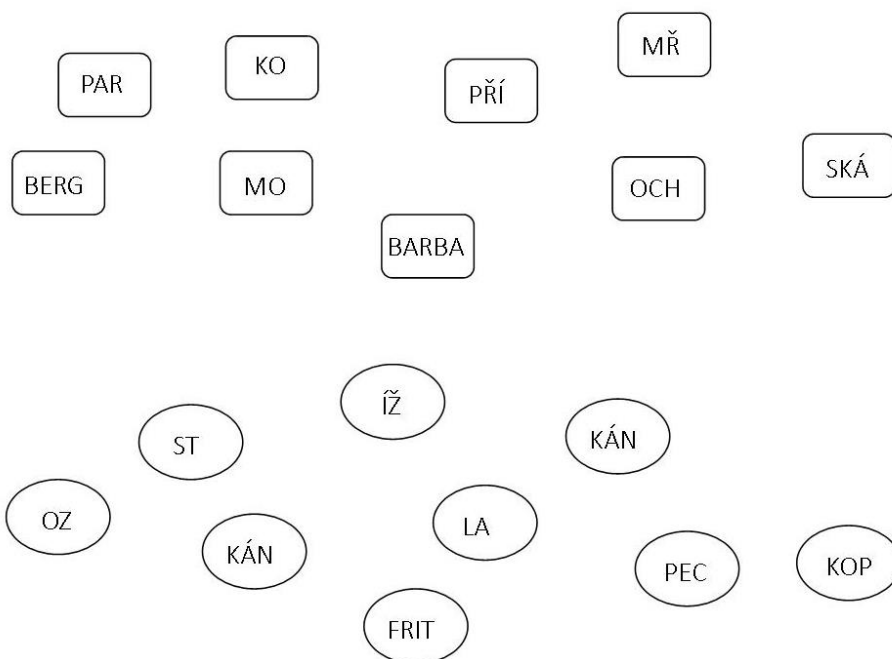 PAR
KO
PŘÍ
MŘ
BERG
MO
OCH
SKÁ
BARBA
ÍŽ
ST
KÁN
OZ
LA
KÁN
PEC
KOP
FRIT